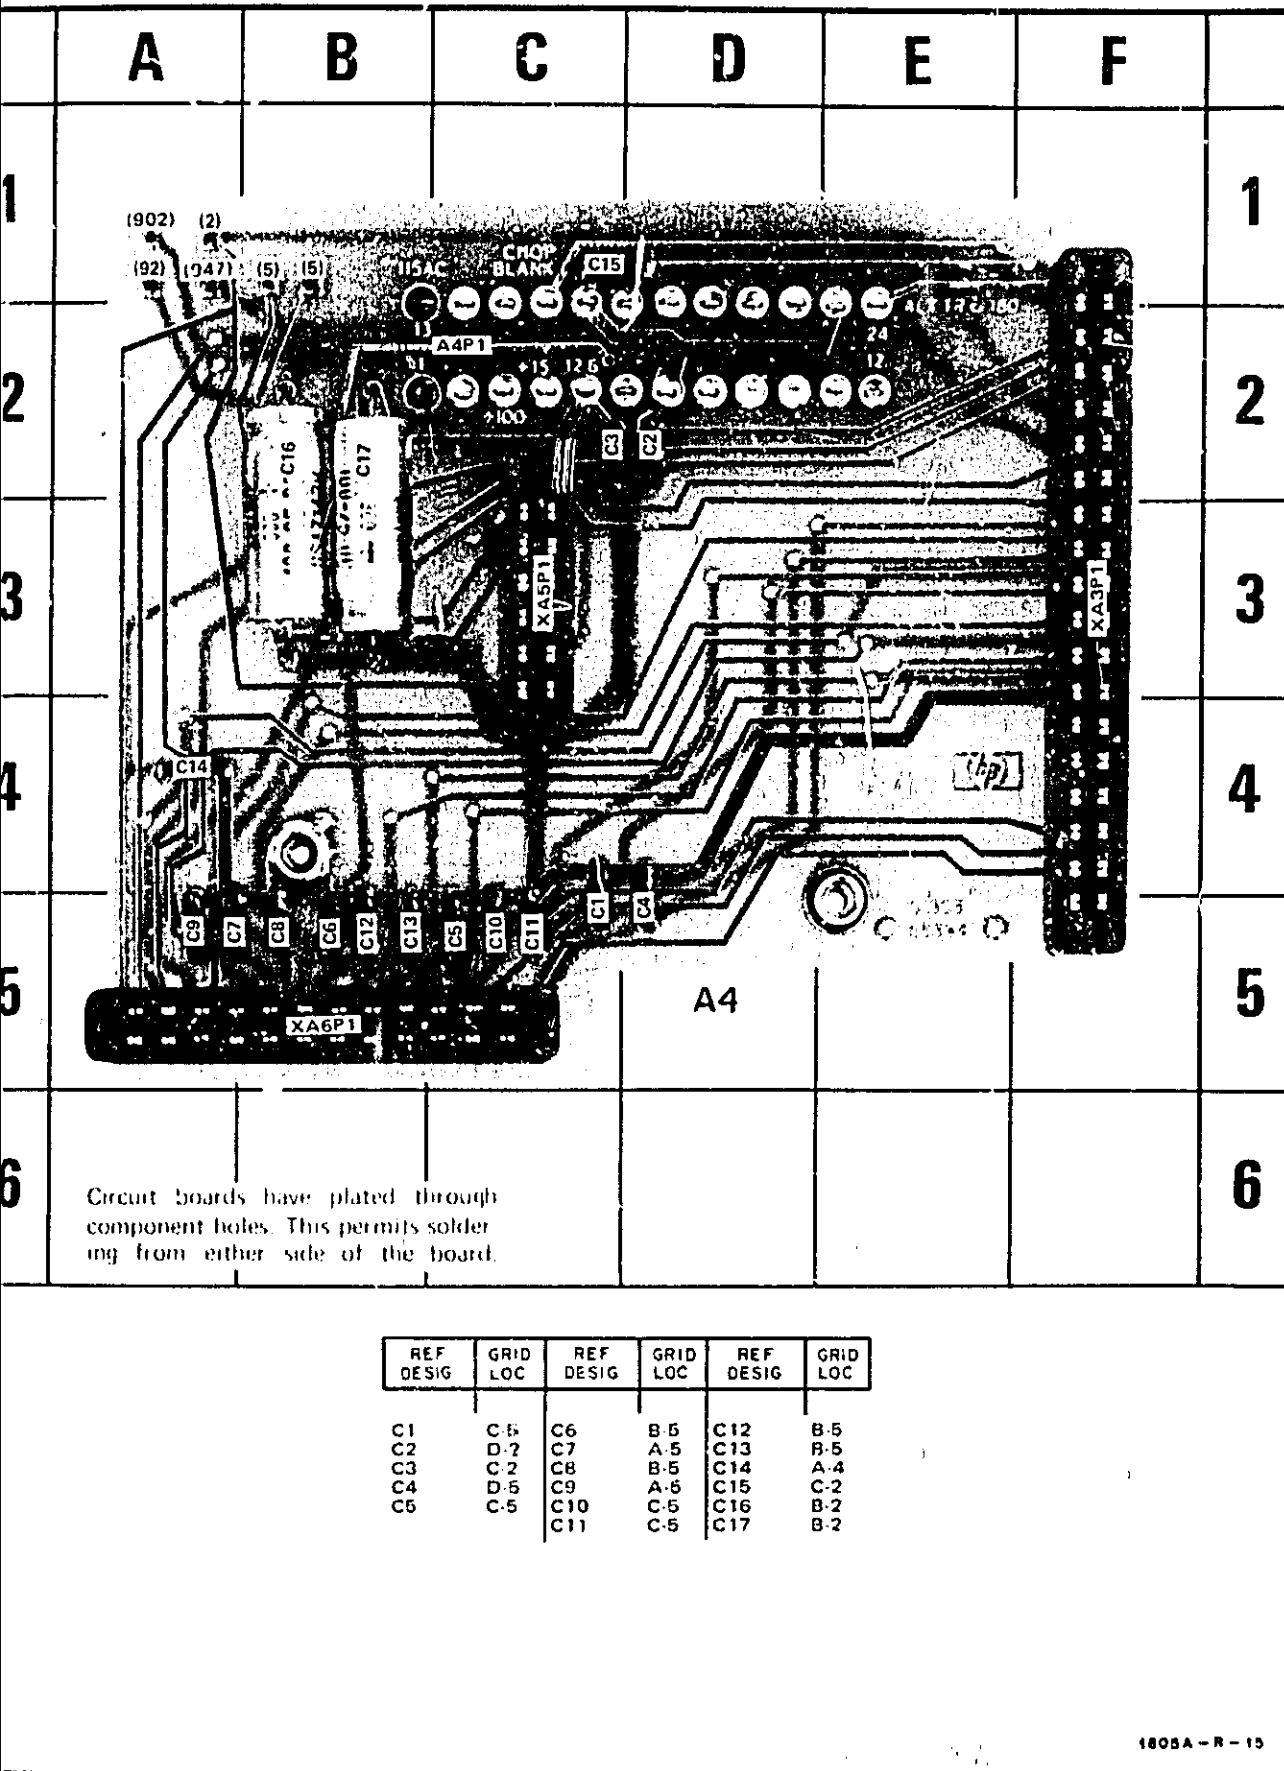 A B C D E F
1 1
(902) (2)
(92) (947) (5) (5) 115AC CHOP BLANK C15
A4P1 13 24
2 +15 12.6 12 2
+100
C16 C17 C3 C2
3 XA5P1 XA3P1 3
4 C14 hp 4
C9 C7 C8 C6 C12 C13 C5 C10 C11 C1 C4
5 A4 5
XA6P1
6 6
Circuit boards have plated through
component holes. This permits solder
ing from either side of the board.
REF DESIG GRID LOC REF DESIG GRID LOC REF DESIG GRID LOC
C1 C-5 C6 B-5 C12 B-5
C2 D-2 C7 A-5 C13 B-5
C3 C-2 C8 B-5 C14 A-4
C4 D-5 C9 A-5 C15 C-2
C5 C-5 C10 C-5 C16 B-2
C11 C-5 C17 B-2
1805A-R-15